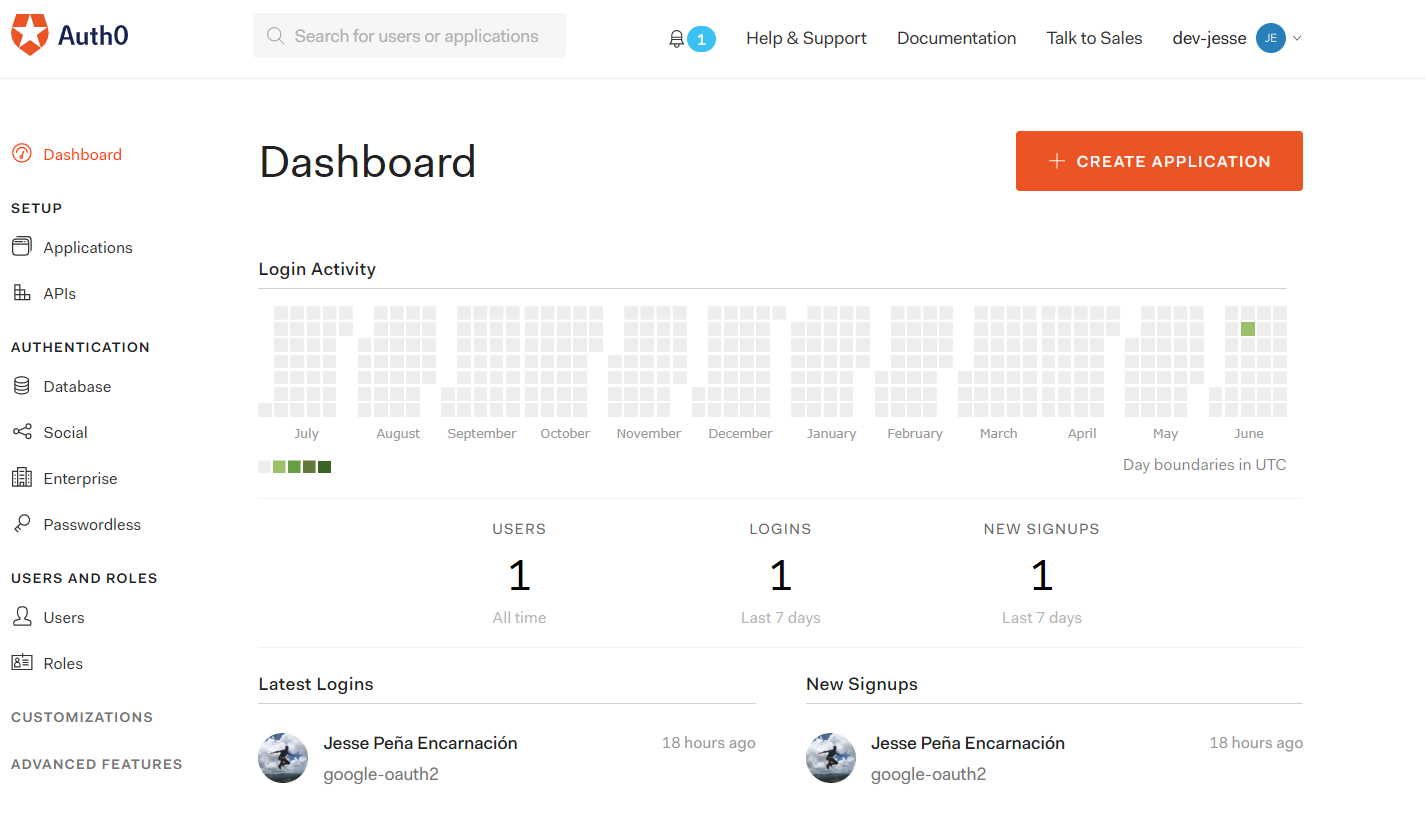 Auth0
Search for users or applications
1
Help & Support
Documentation
Talk to Sales
dev-jesse
JE
Dashboard
SETUP
Applications
APIs
AUTHENTICATION
Database
Social
Enterprise
Passwordless
USERS AND ROLES
Users
Roles
CUSTOMIZATIONS
ADVANCED FEATURES
Dashboard
+ CREATE APPLICATION
Login Activity
July August September October November December January February March April May June
Day boundaries in UTC
USERS
1
All time
LOGINS
1
Last 7 days
NEW SIGNUPS
1
Last 7 days
Latest Logins
Jesse Peña Encarnación
18 hours ago
google-oauth2
New Signups
Jesse Peña Encarnación
18 hours ago
google-oauth2